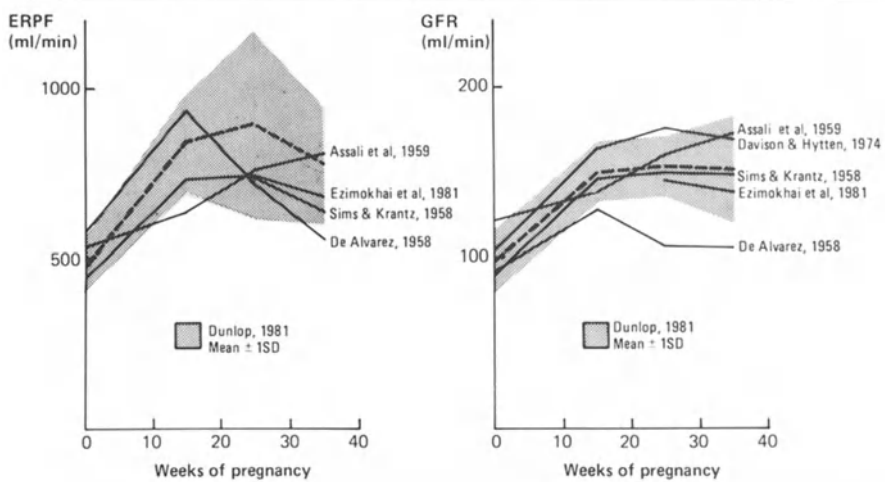 ERPF
(ml/min)
1000
500
0
0
10
20
30
40
Weeks of pregnancy
Assali et al, 1959
Ezimokhai et al, 1981
Sims & Krantz, 1958
De Alvarez, 1958
Dunlop, 1981
Mean ± 1SD
GFR
(ml/min)
200
100
0
0
10
20
30
40
Weeks of pregnancy
Assali et al, 1959
Davison & Hytten, 1974
Sims & Krantz, 1958
Ezimokhai et al, 1981
De Alvarez, 1958
Dunlop, 1981
Mean ± 1SD